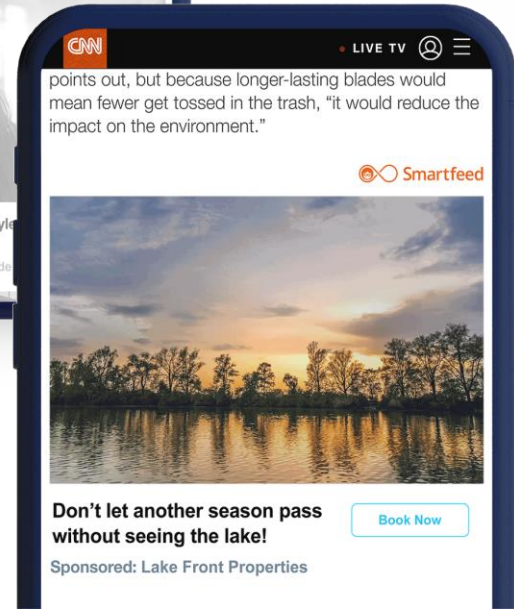 CNN
LIVE TV
points out, but because longer-lasting blades would
mean fewer get tossed in the trash, “it would reduce the
impact on the environment.”
Smartfeed
Don’t let another season pass
without seeing the lake!
Book Now
Sponsored: Lake Front Properties